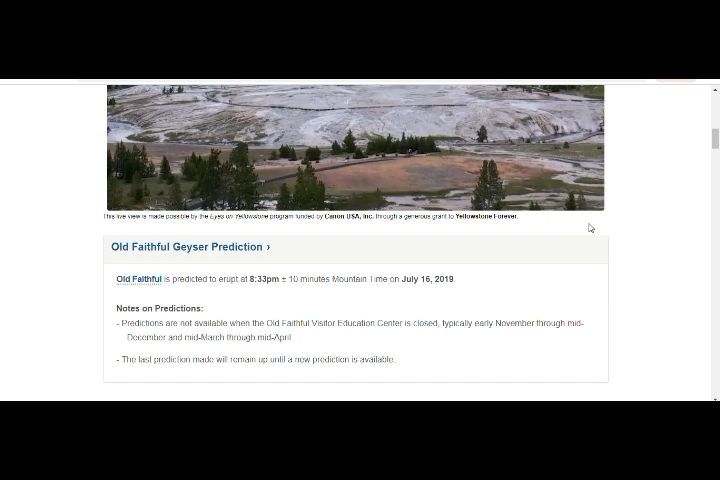 This live view is made possible by the Eyes on Yellowstone program funded by Canon USA, Inc. through a generous grant to Yellowstone Forever.
Old Faithful Geyser Prediction ›
Old Faithful is predicted to erupt at 8:33pm ± 10 minutes Mountain Time on July 16, 2019.
Notes on Predictions:
- Predictions are not available when the Old Faithful Visitor Education Center is closed, typically early November through mid-
December and mid-March through mid-April
- The last prediction made will remain up until a new prediction is available.